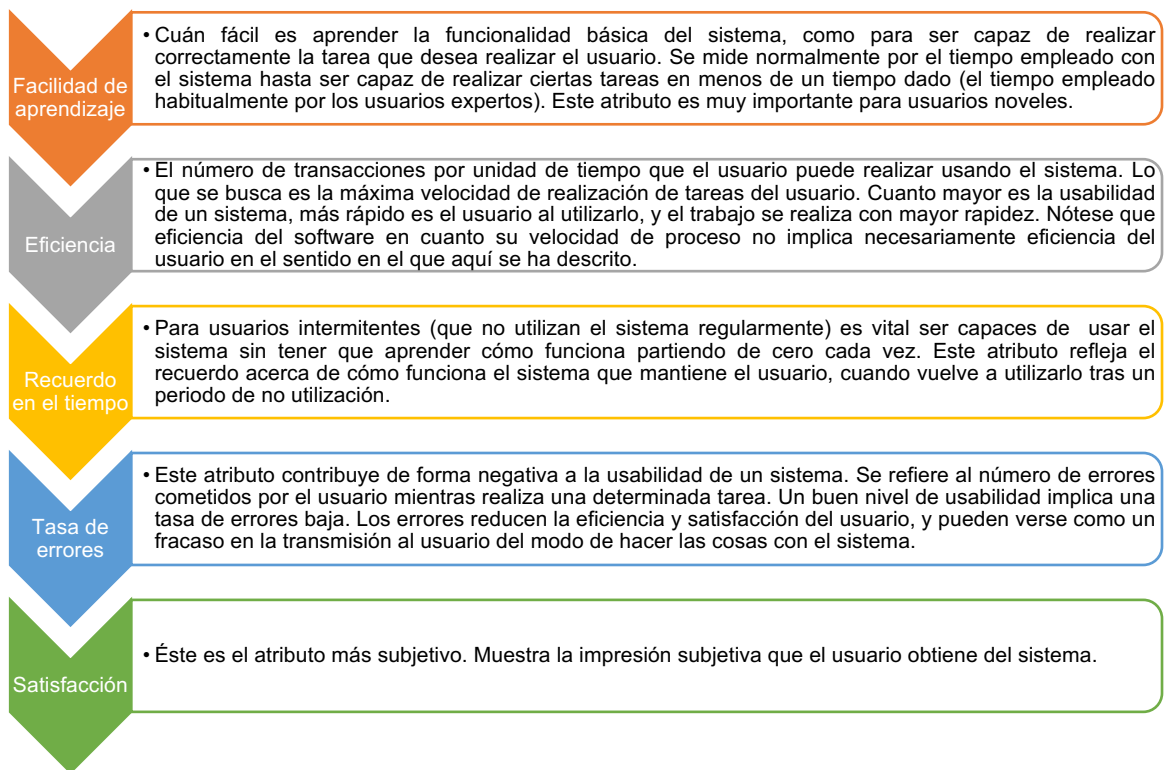 Facilidad de
aprendizaje
• Cuán fácil es aprender la funcionalidad básica del sistema, como para ser capaz de realizar
correctamente la tarea que desea realizar el usuario. Se mide normalmente por el tiempo empleado con
el sistema hasta ser capaz de realizar ciertas tareas en menos de un tiempo dado (el tiempo empleado
habitualmente por los usuarios expertos). Este atributo es muy importante para usuarios noveles.
Eficiencia
• El número de transacciones por unidad de tiempo que el usuario puede realizar usando el sistema. Lo
que se busca es la máxima velocidad de realización de tareas del usuario. Cuanto mayor es la usabilidad
de un sistema, más rápido es el usuario al utilizarlo, y el trabajo se realiza con mayor rapidez. Nótese que
eficiencia del software en cuanto su velocidad de proceso no implica necesariamente eficiencia del
usuario en el sentido en el que aquí se ha descrito.
Recuerdo
en el tiempo
• Para usuarios intermitentes (que no utilizan el sistema regularmente) es vital ser capaces de usar el
sistema sin tener que aprender cómo funciona partiendo de cero cada vez. Este atributo refleja el
recuerdo acerca de cómo funciona el sistema que mantiene el usuario, cuando vuelve a utilizarlo tras un
periodo de no utilización.
Tasa de
errores
• Este atributo contribuye de forma negativa a la usabilidad de un sistema. Se refiere al número de errores
cometidos por el usuario mientras realiza una determinada tarea. Un buen nivel de usabilidad implica una
tasa de errores baja. Los errores reducen la eficiencia y satisfacción del usuario, y pueden verse como un
fracaso en la transmisión al usuario del modo de hacer las cosas con el sistema.
Satisfacción
• Éste es el atributo más subjetivo. Muestra la impresión subjetiva que el usuario obtiene del sistema.